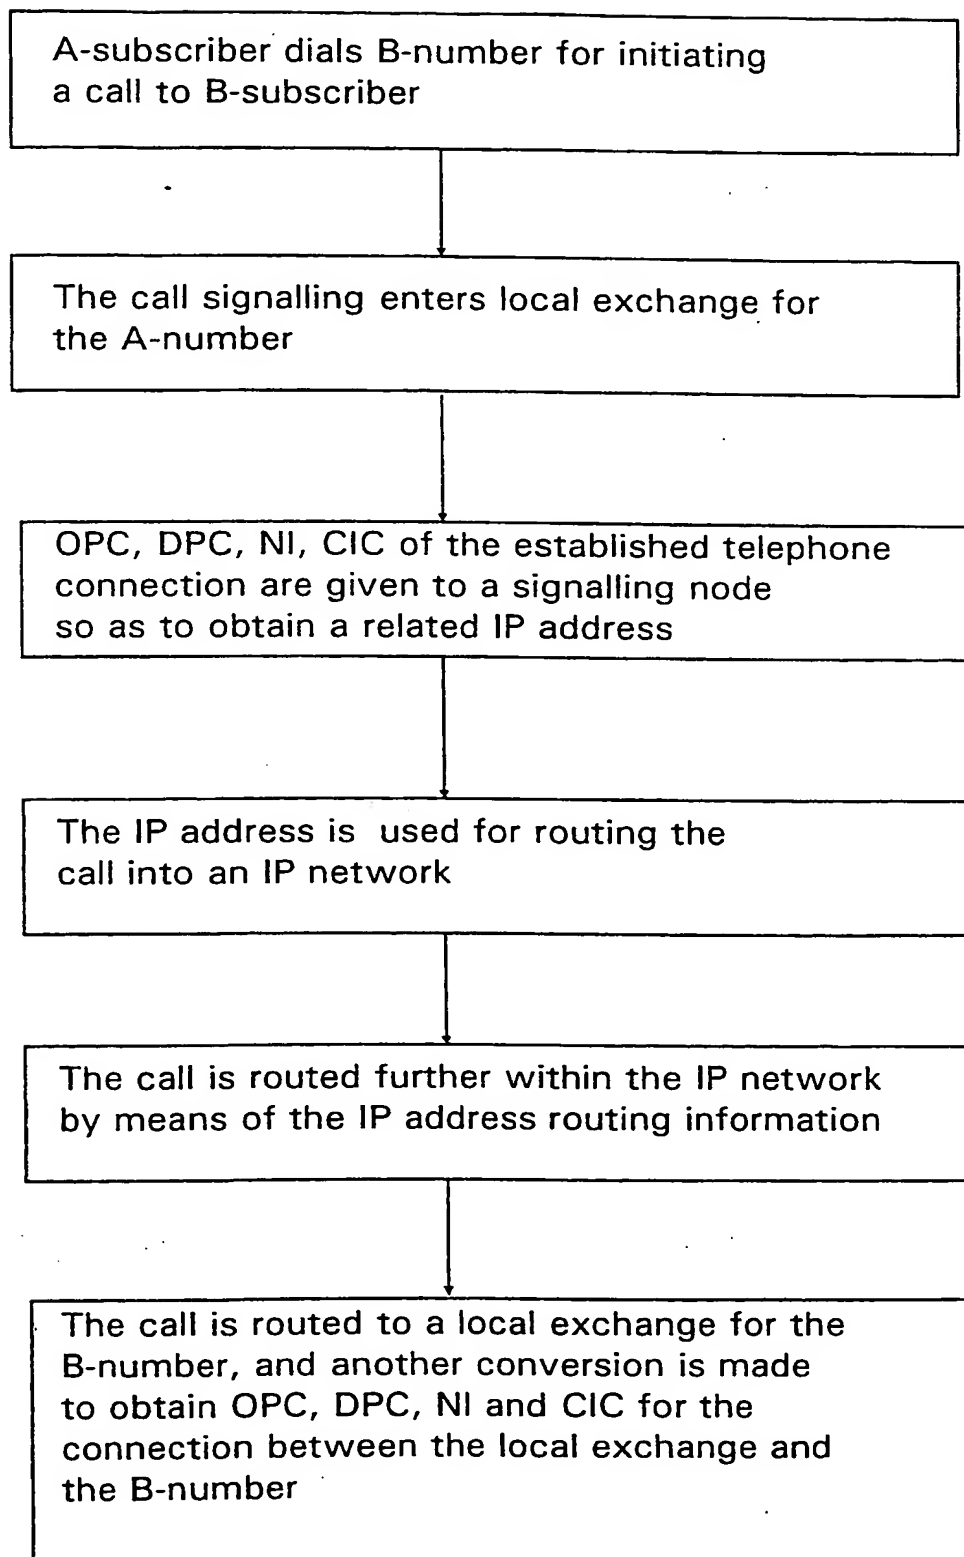 A-subscriber dials B-number for initiating
a call to B-subscriber
The call signalling enters local exchange for
the A-number
OPC, DPC, NI, CIC of the established telephone
connection are given to a signalling node
so as to obtain a related IP address
The IP address is used for routing the
call into an IP network
The call is routed further within the IP network
by means of the IP address routing information
The call is routed to a local exchange for the
B-number, and another conversion is made
to obtain OPC, DPC, NI and CIC for the
connection between the local exchange and
the B-number